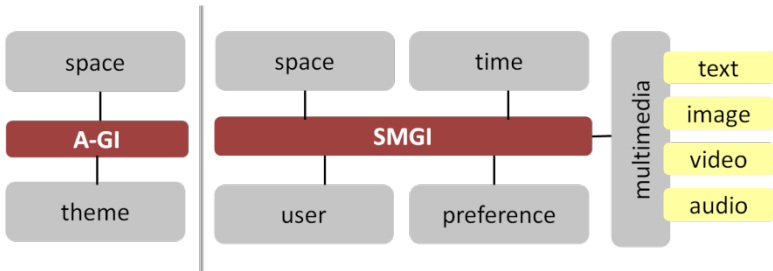 space
A-GI
theme
space
time
SMGI
user
preference
multimedia
text
image
video
audio